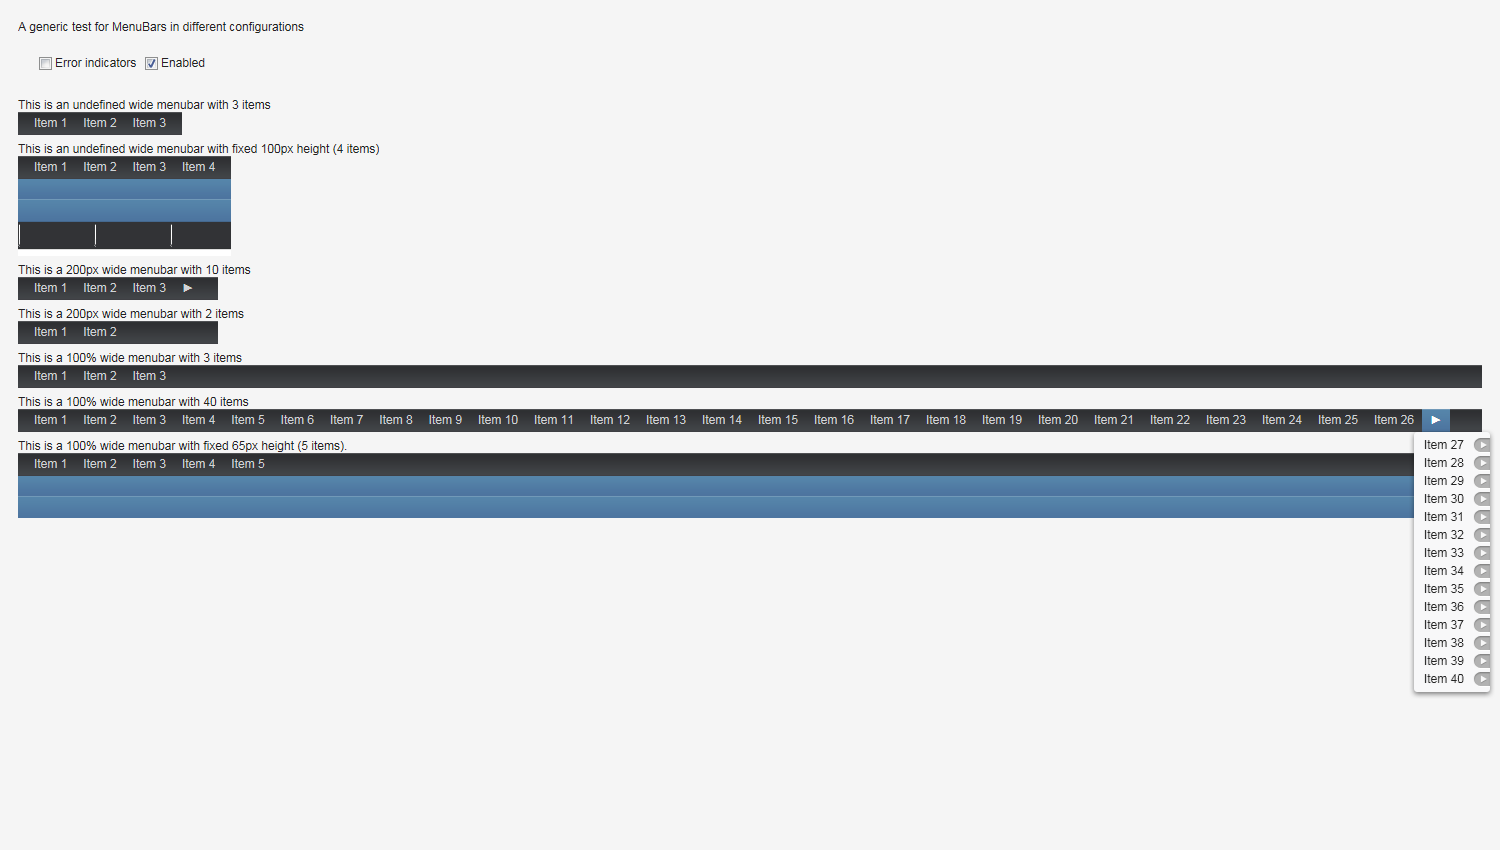 A generic test for MenuBars in different configurations
Error indicators Enabled
This is an undefined wide menubar with 3 items
Item 1 Item 2 Item 3
This is an undefined wide menubar with fixed 100px height (4 items)
Item 1 Item 2 Item 3 Item 4
This is a 200px wide menubar with 10 items
Item 1 Item 2 Item 3
This is a 200px wide menubar with 2 items
Item 1 Item 2
This is a 100% wide menubar with 3 items
Item 1 Item 2 Item 3
This is a 100% wide menubar with 40 items
Item 1 Item 2 Item 3 Item 4 Item 5 Item 6 Item 7 Item 8 Item 9 Item 10 Item 11 Item 12 Item 13 Item 14 Item 15 Item 16 Item 17 Item 18 Item 19 Item 20 Item 21 Item 22 Item 23 Item 24 Item 25 Item 26
This is a 100% wide menubar with fixed 65px height (5 items).
Item 1 Item 2 Item 3 Item 4 Item 5
Item 27
Item 28
Item 29
Item 30
Item 31
Item 32
Item 33
Item 34
Item 35
Item 36
Item 37
Item 38
Item 39
Item 40